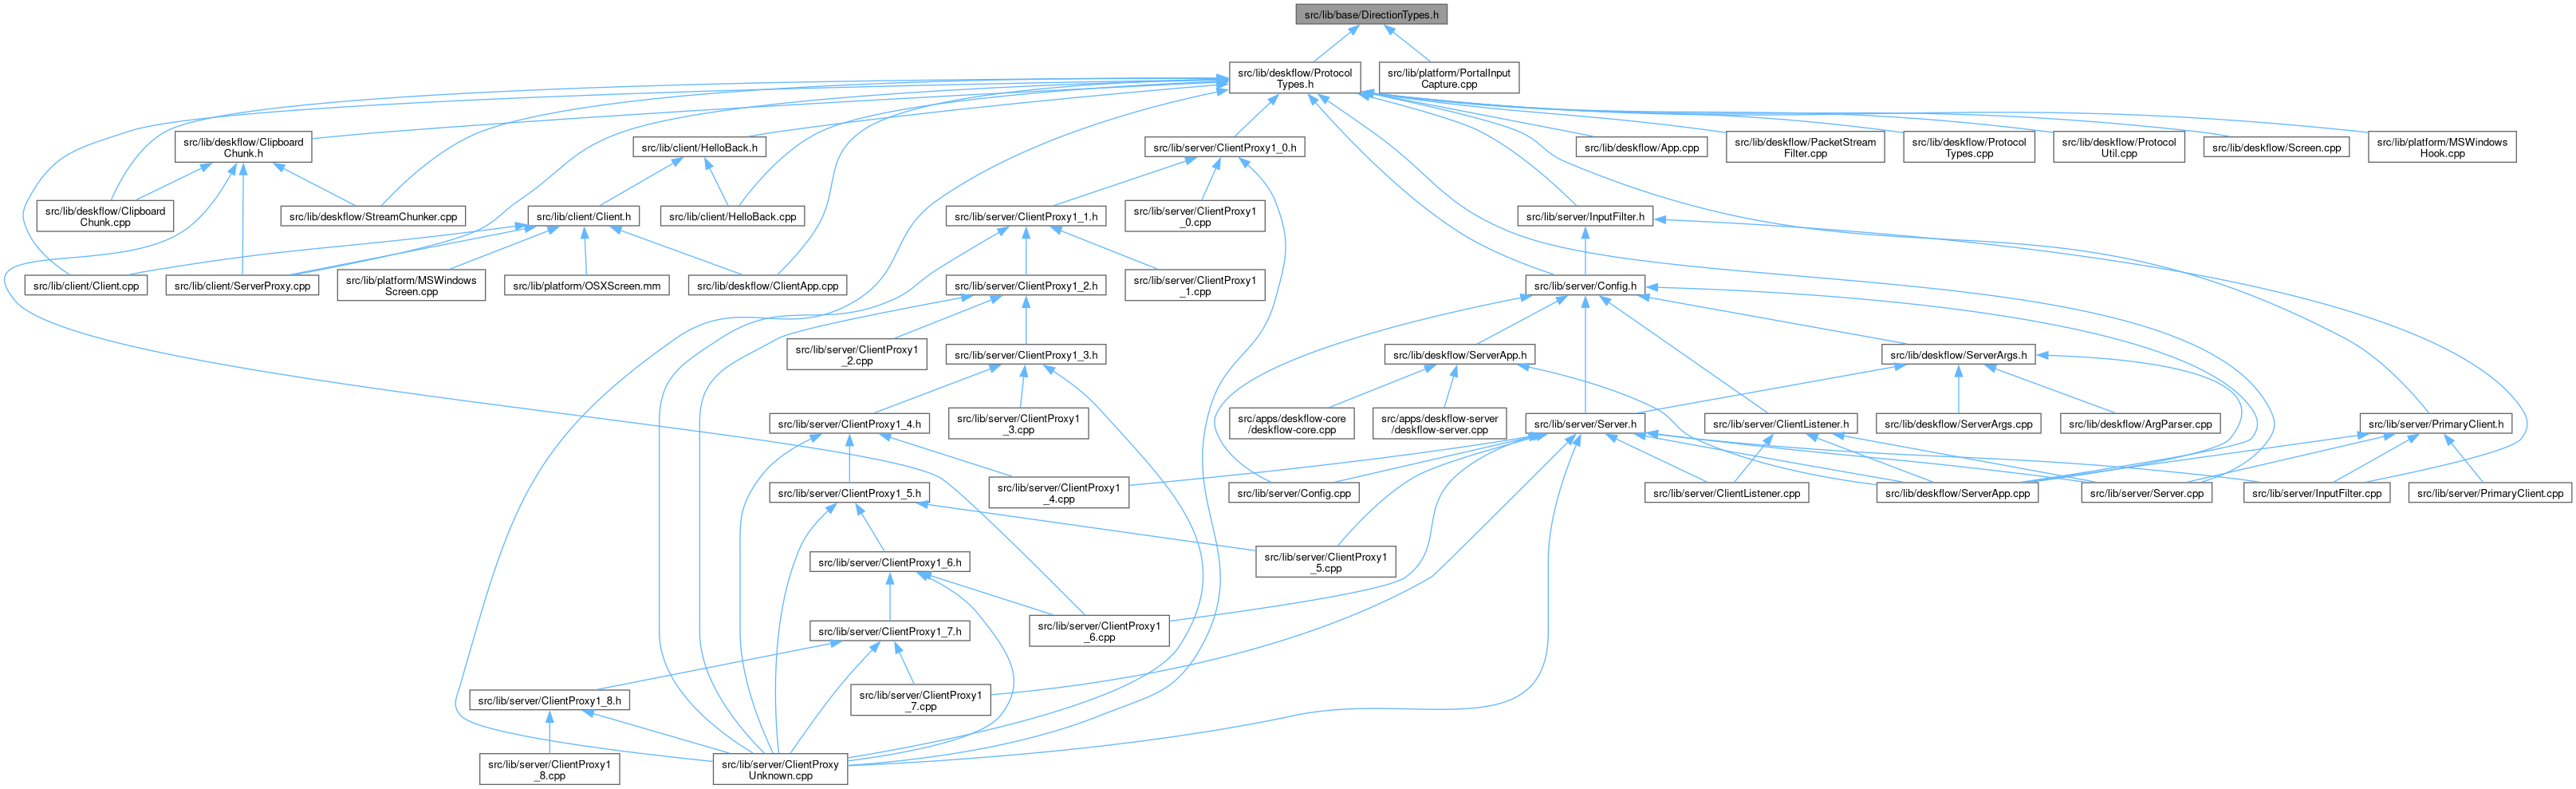 src/lib/base/DirectionTypes.h
src/lib/deskflow/Protocol
Types.h
src/lib/platform/PortalInput
Capture.cpp
src/lib/deskflow/Clipboard
Chunk.h
src/lib/client/HelloBack.h
src/lib/server/ClientProxy1_0.h
src/lib/deskflow/App.cpp
src/lib/deskflow/PacketStream
Filter.cpp
src/lib/deskflow/Protocol
Types.cpp
src/lib/deskflow/Protocol
Util.cpp
src/lib/deskflow/Screen.cpp
src/lib/platform/MSWindows
Hook.cpp
src/lib/deskflow/Clipboard
Chunk.cpp
src/lib/deskflow/StreamChunker.cpp
src/lib/client/Client.h
src/lib/client/HelloBack.cpp
src/lib/server/ClientProxy1_1.h
src/lib/server/ClientProxy1
_0.cpp
src/lib/server/InputFilter.h
src/lib/client/Client.cpp
src/lib/client/ServerProxy.cpp
src/lib/platform/MSWindows
Screen.cpp
src/lib/platform/OSXScreen.mm
src/lib/deskflow/ClientApp.cpp
src/lib/server/ClientProxy1_2.h
src/lib/server/ClientProxy1
_1.cpp
src/lib/server/Config.h
src/lib/server/ClientProxy1
_2.cpp
src/lib/server/ClientProxy1_3.h
src/lib/deskflow/ServerApp.h
src/lib/deskflow/ServerArgs.h
src/lib/server/ClientProxy1_4.h
src/lib/server/ClientProxy1
_3.cpp
src/apps/deskflow-core
/deskflow-core.cpp
src/apps/deskflow-server
/deskflow-server.cpp
src/lib/server/Server.h
src/lib/server/ClientListener.h
src/lib/deskflow/ServerArgs.cpp
src/lib/deskflow/ArgParser.cpp
src/lib/server/PrimaryClient.h
src/lib/server/ClientProxy1_5.h
src/lib/server/ClientProxy1
_4.cpp
src/lib/server/Config.cpp
src/lib/server/ClientListener.cpp
src/lib/deskflow/ServerApp.cpp
src/lib/server/Server.cpp
src/lib/server/InputFilter.cpp
src/lib/server/PrimaryClient.cpp
src/lib/server/ClientProxy1_6.h
src/lib/server/ClientProxy1
_5.cpp
src/lib/server/ClientProxy1_7.h
src/lib/server/ClientProxy1
_6.cpp
src/lib/server/ClientProxy1_8.h
src/lib/server/ClientProxy1
_7.cpp
src/lib/server/ClientProxy1
_8.cpp
src/lib/server/ClientProxy
Unknown.cpp